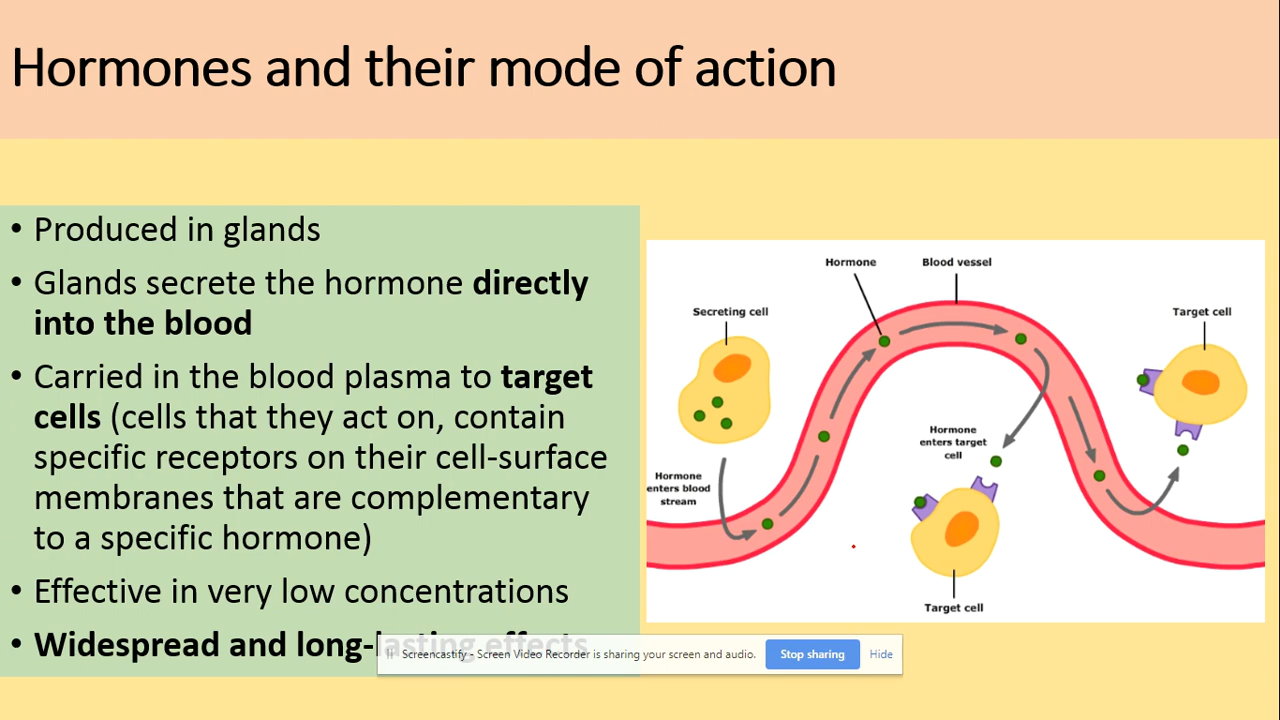 Hormones and their mode of action
• Produced in glands
• Glands secrete the hormone directly
into the blood
• Carried in the blood plasma to target
cells (cells that they act on, contain
specific receptors on their cell-surface
membranes that are complementary
to a specific hormone)
• Effective in very low concentrations
• Widespread and long-lasting effects
Hormone
Blood vessel
Secreting cell
Target cell
Hormone
enters target
cell
Hormone
enters blood
stream
Target cell
Screencastify - Screen Video Recorder is sharing your screen and audio.
Stop sharing
Hide